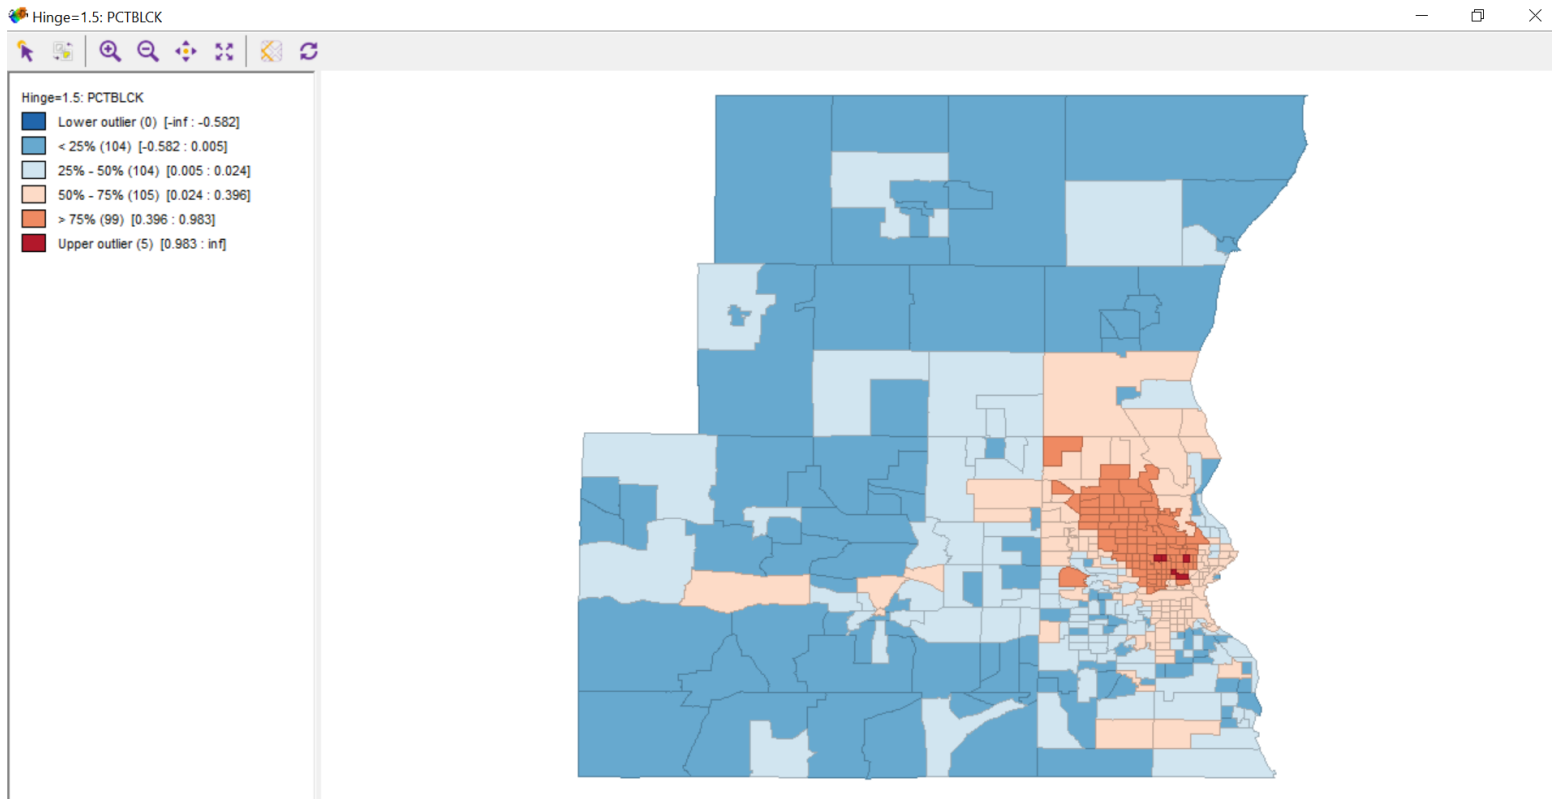 Hinge=1.5: PCTBLCK
Hinge=1.5: PCTBLCK
Lower outlier (0) [-inf : -0.582]
< 25% (104) [-0.582 : 0.005]
25% - 50% (104) [0.005 : 0.024]
50% - 75% (105) [0.024 : 0.396]
> 75% (99) [0.396 : 0.983]
Upper outlier (5) [0.983 : inf]